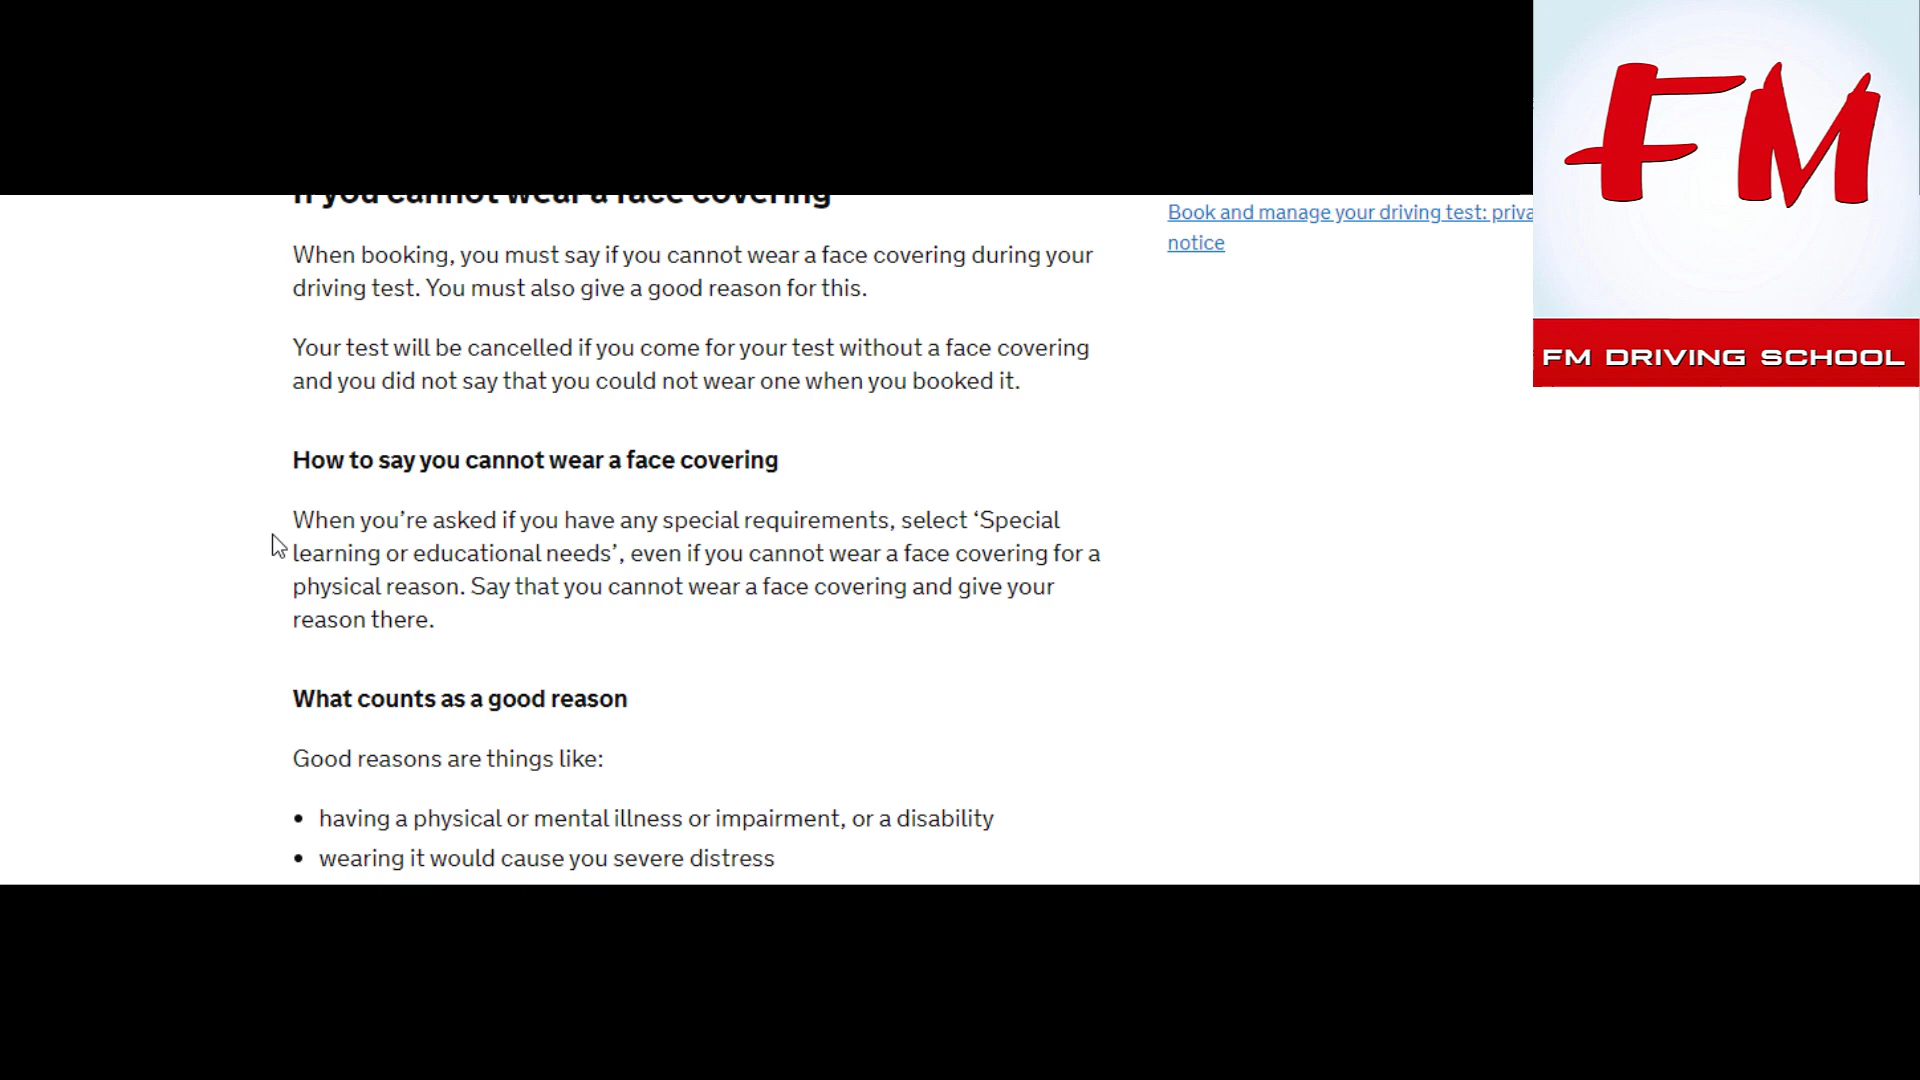 If you cannot wear a face covering
When booking, you must say if you cannot wear a face covering during your
driving test. You must also give a good reason for this.
Your test will be cancelled if you come for your test without a face covering
and you did not say that you could not wear one when you booked it.
How to say you cannot wear a face covering
When you’re asked if you have any special requirements, select ‘Special
learning or educational needs’, even if you cannot wear a face covering for a
physical reason. Say that you cannot wear a face covering and give your
reason there.
What counts as a good reason
Good reasons are things like:
• having a physical or mental illness or impairment, or a disability
• wearing it would cause you severe distress
Book and manage your driving test: priva
notice
FM
FM DRIVING SCHOOL